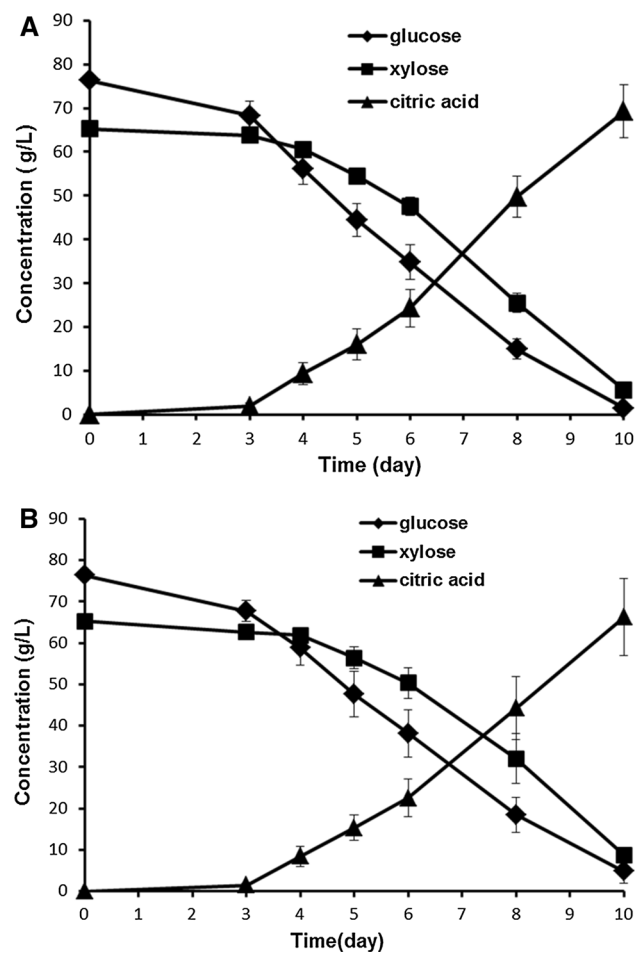 A
90
80
70
60
50
40
30
20
10
0
Concentration ( g/L)
glucose
xylose
citric acid
0 1 2 3 4 5 6 7 8 9 10
Time (day)
B
90
80
70
60
50
40
30
20
10
0
Concentration (g/L)
glucose
xylose
citric acid
0 1 2 3 4 5 6 7 8 9 10
Time(day)